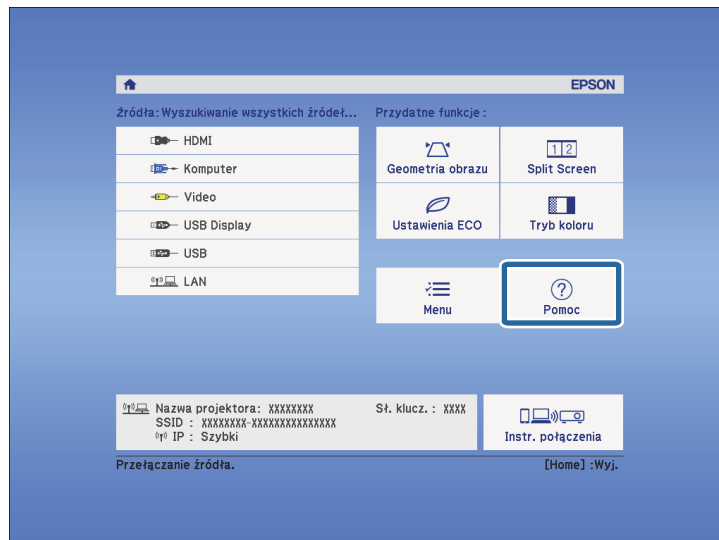 EPSON
Źródła: Wyszukiwanie wszystkich źródeł...
HDMI
Komputer
Video
USB Display
USB
LAN
Przydatne funkcje :
Geometria obrazu
1 2
Split Screen
Ustawienia ECO
Tryb koloru
Menu
?
Pomoc
Nazwa projektora: XXXXXXXX
Sł. klucz. : XXXX
SSID : XXXXXXXX-XXXXXXXXXXXXXXX
IP : Szybki
Instr. połączenia
Przełączanie źródła.
[Home] :Wyj.